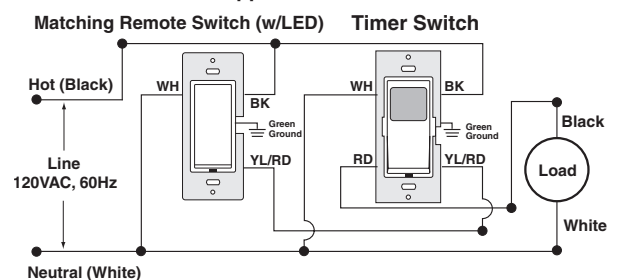 Matching Remote Switch (w/LED)
Timer Switch
Hot (Black)
WH
BK
WH
BK
Green
Ground
Green
Ground
Black
Line
120VAC, 60Hz
YL/RD
RD
YL/RD
Load
White
Neutral (White)